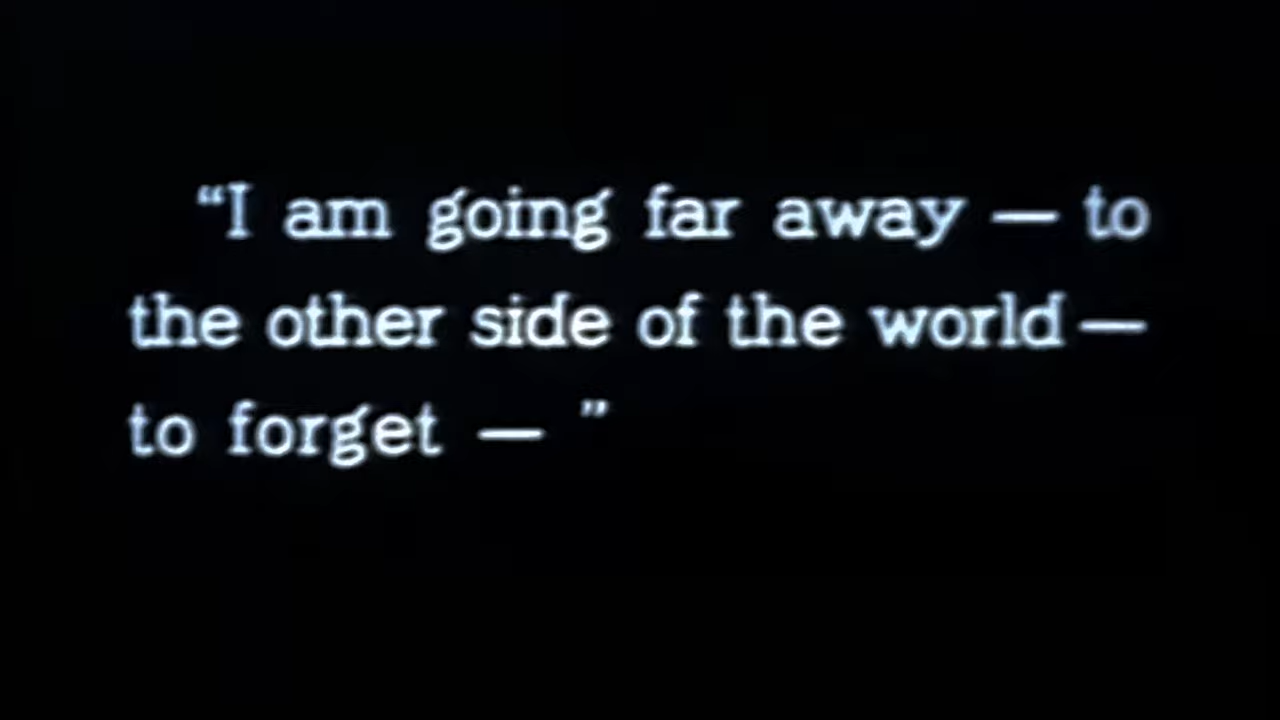 “I am going far away — to
the other side of the world —
to forget — ”